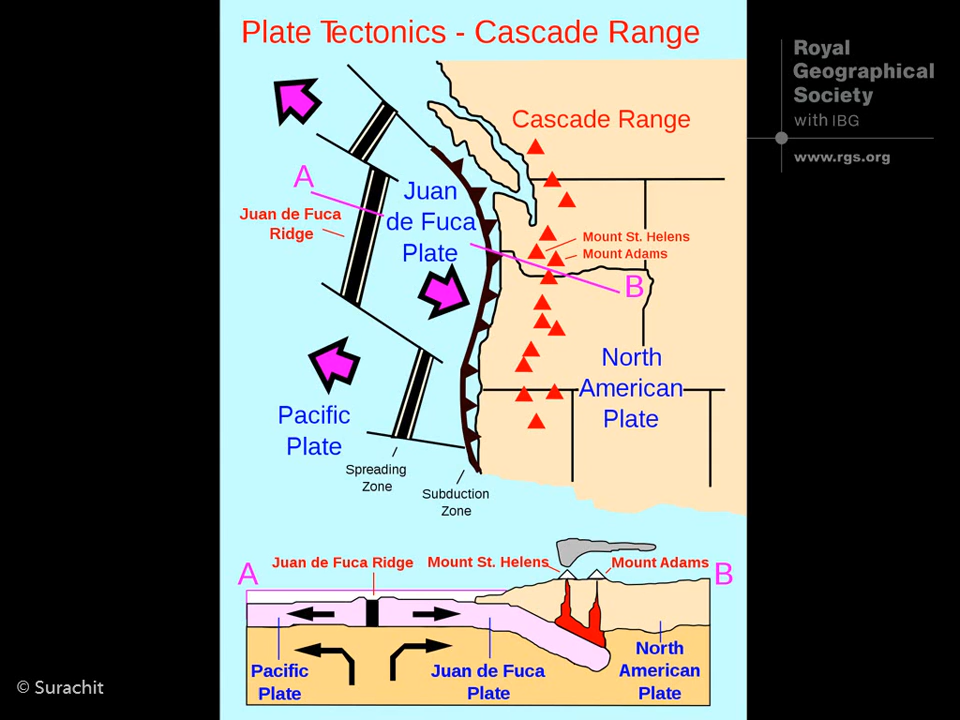 Plate Tectonics - Cascade Range
Royal
Geographical
Society
with IBG
www.rgs.org
Cascade Range
A
Juan
de Fuca
Plate
Juan de Fuca
Ridge
Mount St. Helens
Mount Adams
B
North
American
Plate
Pacific
Plate
Spreading
Zone
Subduction
Zone
A
Juan de Fuca Ridge
Mount St. Helens
Mount Adams
B
Pacific
Plate
Juan de Fuca
Plate
North
American
Plate
© Surachit